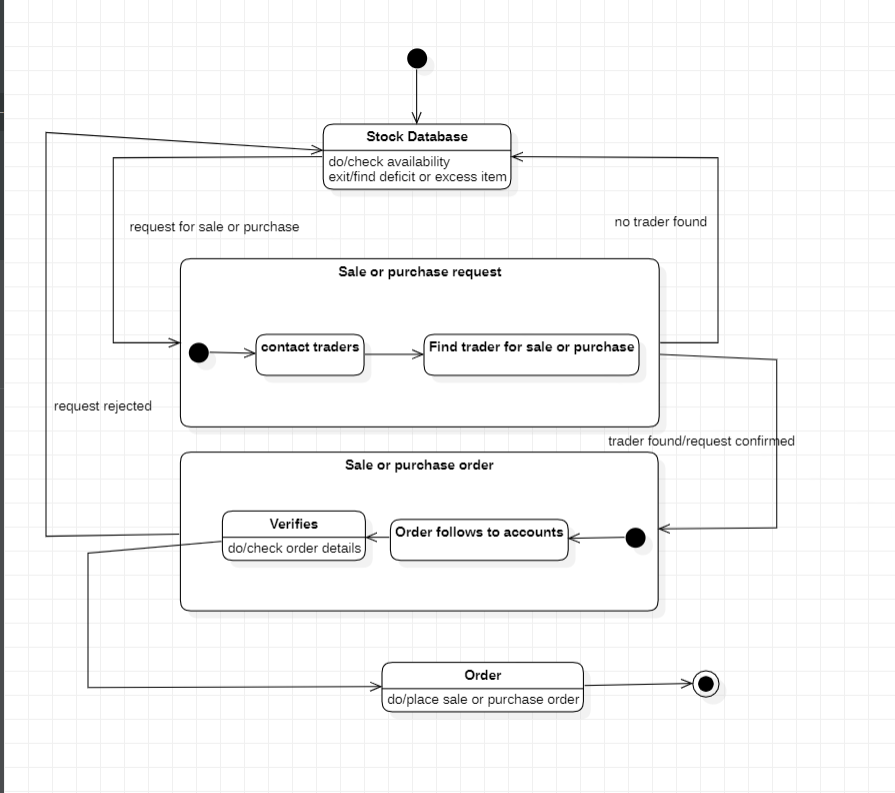 Stock Database
do/check availability
exit/find deficit or excess item
request for sale or purchase
no trader found
Sale or purchase request
contact traders
Find trader for sale or purchase
request rejected
trader found/request confirmed
Sale or purchase order
Verifies
do/check order details
Order follows to accounts
Order
do/place sale or purchase order